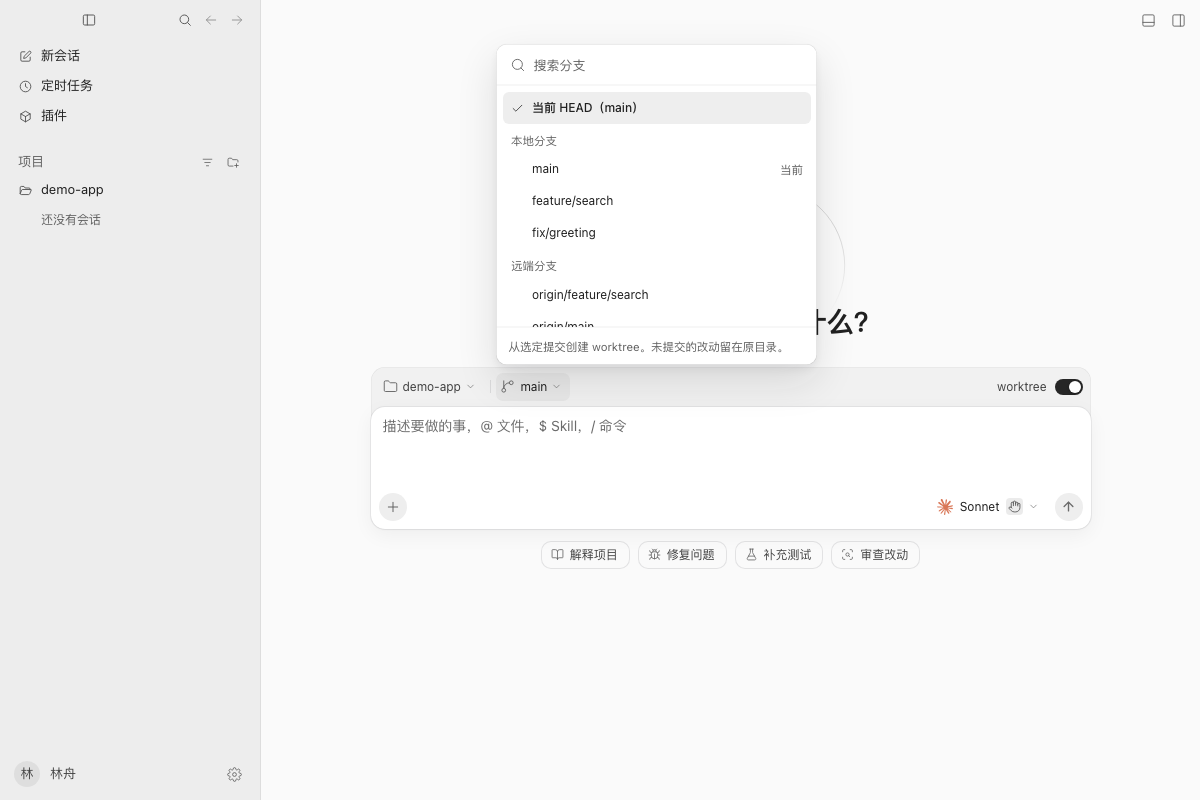 新会话
定时任务
插件
项目
demo-app
还没有会话
林 林舟
搜索分支
当前 HEAD（main）
本地分支
main 当前
feature/search
fix/greeting
远端分支
origin/feature/search
origin/main
从选定提交创建 worktree。未提交的改动留在原目录。
什么?
demo-app main worktree
描述要做的事，@ 文件，$ Skill，/ 命令
Sonnet
解释项目 修复问题 补充测试 审查改动